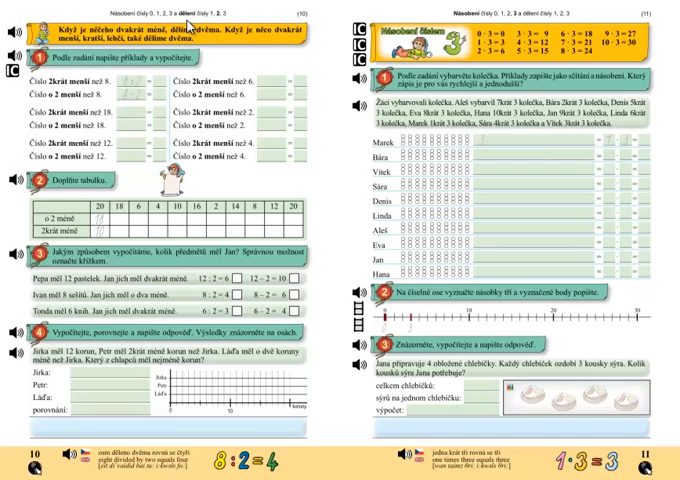 Násobení čísly 0, 1, 2, 3 a dělení čísly 1, 2, 3
(10)
Když je něčeho dvakrát méně, dělíme dvěma. Když je něco dvakrát
menší, kratší, lehčí, také dělíme dvěma.
1 Podle zadání napište příklady a vypočítejte.
Číslo 2krát menší než 8. 8 : 2 =
Číslo o 2 menší než 8. 8 - 2 =
Číslo 2krát menší než 18. =
Číslo o 2 menší než 18. =
Číslo 2krát menší než 12. =
Číslo o 2 menší než 12. =
Číslo 2krát menší než 6. =
Číslo o 2 menší než 6. =
Číslo 2krát menší než 2. =
Číslo o 2 menší než 2. =
Číslo 2krát menší než 4. =
Číslo o 2 menší než 4. =
2 Doplňte tabulku.
20 18 6 4 10 16 2 14 8 12 20
o 2 méně 18
2krát méně 10
3 Jakým způsobem vypočítáme, kolik předmětů měl Jan? Správnou možnost
označte křížkem.
Pepa měl 12 pastelek. Jan jich měl dvakrát méně. 12 : 2 = 6 12 – 2 = 10
Ivan měl 8 sešitů. Jan jich měl o dva méně. 8 : 2 = 4 8 – 2 = 6
Tonda měl 6 knih. Jan jich měl dvakrát méně. 6 : 2 = 3 6 – 2 = 4
4 Vypočítejte, porovnejte a napište odpověď. Výsledky znázorněte na osách.
Jirka měl 12 korun, Petr měl 2krát méně korun než Jirka. Láďa měl o dvě koruny
méně než Jirka. Který z chlapců měl nejméně korun?
Jirka:
Petr:
Láďa:
porovnání:
Jirka
Petr
Láďa
0 10 koruny
10
osm děleno dvěma rovná se čtyři
eight divided by two equals four
8:2=4
Násobení čísly 0, 1, 2, 3 a dělení čísly 1, 2, 3
(11)
Násobení číslem 3
0 · 3 = 0 3 · 3 = 9 6 · 3 = 18 9 · 3 = 27
1 · 3 = 3 4 · 3 = 12 7 · 3 = 21 10 · 3 = 30
2 · 3 = 6 5 · 3 = 15 8 · 3 = 24
1 Podle zadání vybarvěte kolečka. Příklady zapište jako sčítání a násobení. Který
zápis je pro vás rychlejší a jednodušší?
Žáci vybarvovali kolečka. Aleš vybarvil 7krát 3 kolečka, Bára 2krát 3 kolečka, Denis 5krát
3 kolečka, Eva 8krát 3 kolečka, Hana 10krát 3 kolečka, Jan 9krát 3 kolečka, Linda 6krát
3 kolečka, Marek 1krát 3 kolečka, Sára 4krát 3 kolečka a Vítek 3krát 3 kolečka.
Marek
Bára
Vítek
Sára
Denis
Linda
Aleš
Eva
Jan
Hana
2 Na číselné ose vyznačte násobky tří a vyznačené body popište.
0 10 20 30
0 3
3 Znázorněte, vypočítejte a napište odpověď.
Jana připravuje 4 obložené chlebíčky. Každý chlebíček ozdobí 3 kousky sýra. Kolik
kousků sýra Jana potřebuje?
celkem chlebíčků:
sýrů na jednom chlebíčku:
výpočet:
jedna krát tři rovná se tři
one times three equals three
1·3=3
11